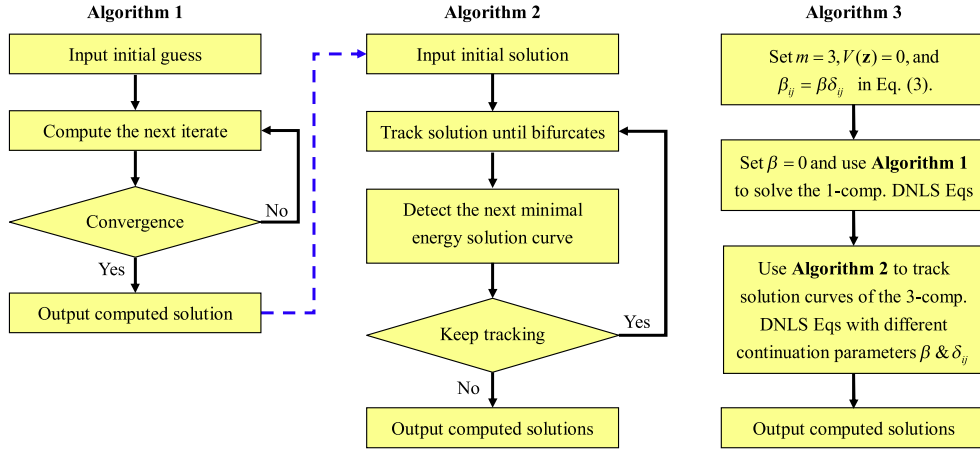 Algorithm 1
Input initial guess
Compute the next iterate
Convergence
No
Yes
Output computed solution
Algorithm 2
Input initial solution
Track solution until bifurcates
Detect the next minimal
energy solution curve
Keep tracking
Yes
No
Output computed solutions
Algorithm 3
Set m = 3, V(z) = 0, and
β_ij = βδ_ij in Eq. (3).
Set β = 0 and use Algorithm 1
to solve the 1-comp. DNLS Eqs
Use Algorithm 2 to track
solution curves of the 3-comp.
DNLS Eqs with different
continuation parameters β & δ_ij
Output computed solutions